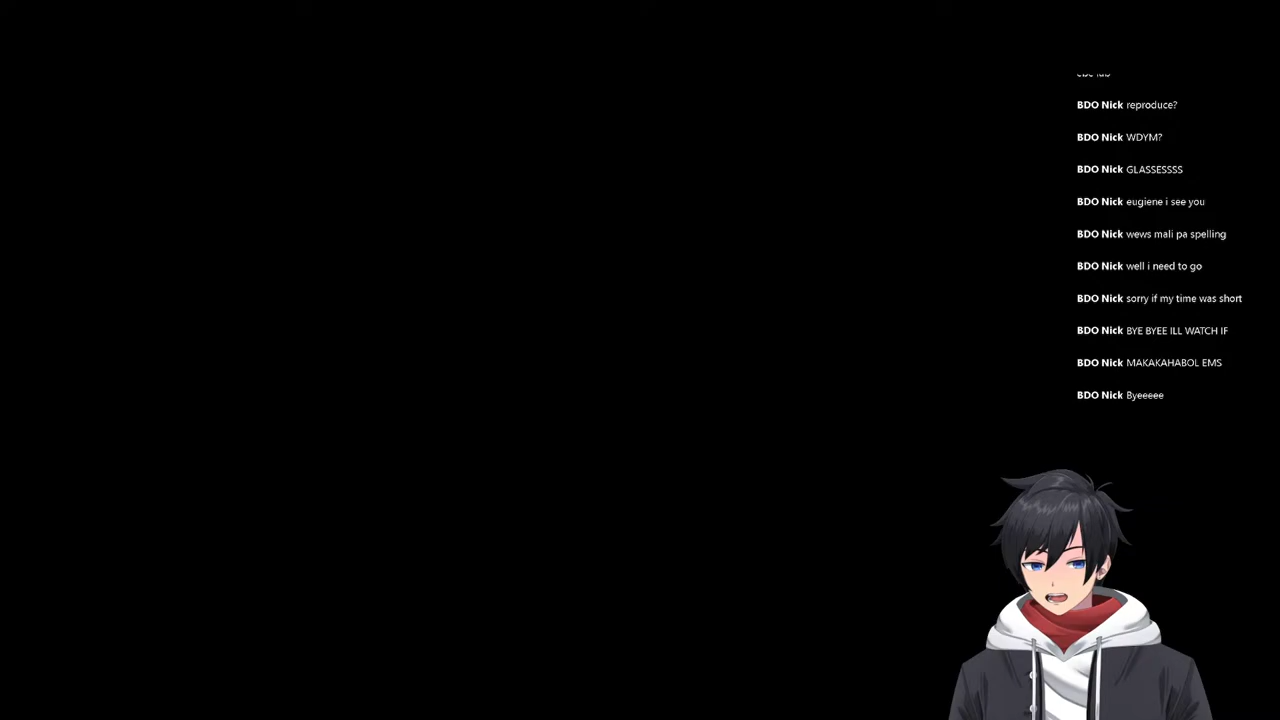 BDO Nick reproduce?
BDO Nick WDYM?
BDO Nick GLASSESSSS
BDO Nick eugiene i see you
BDO Nick wews mali pa spelling
BDO Nick well i need to go
BDO Nick sorry if my time was short
BDO Nick BYE BYEE ILL WATCH IF
BDO Nick MAKAKAHABOL EMS
BDO Nick Byeeeee